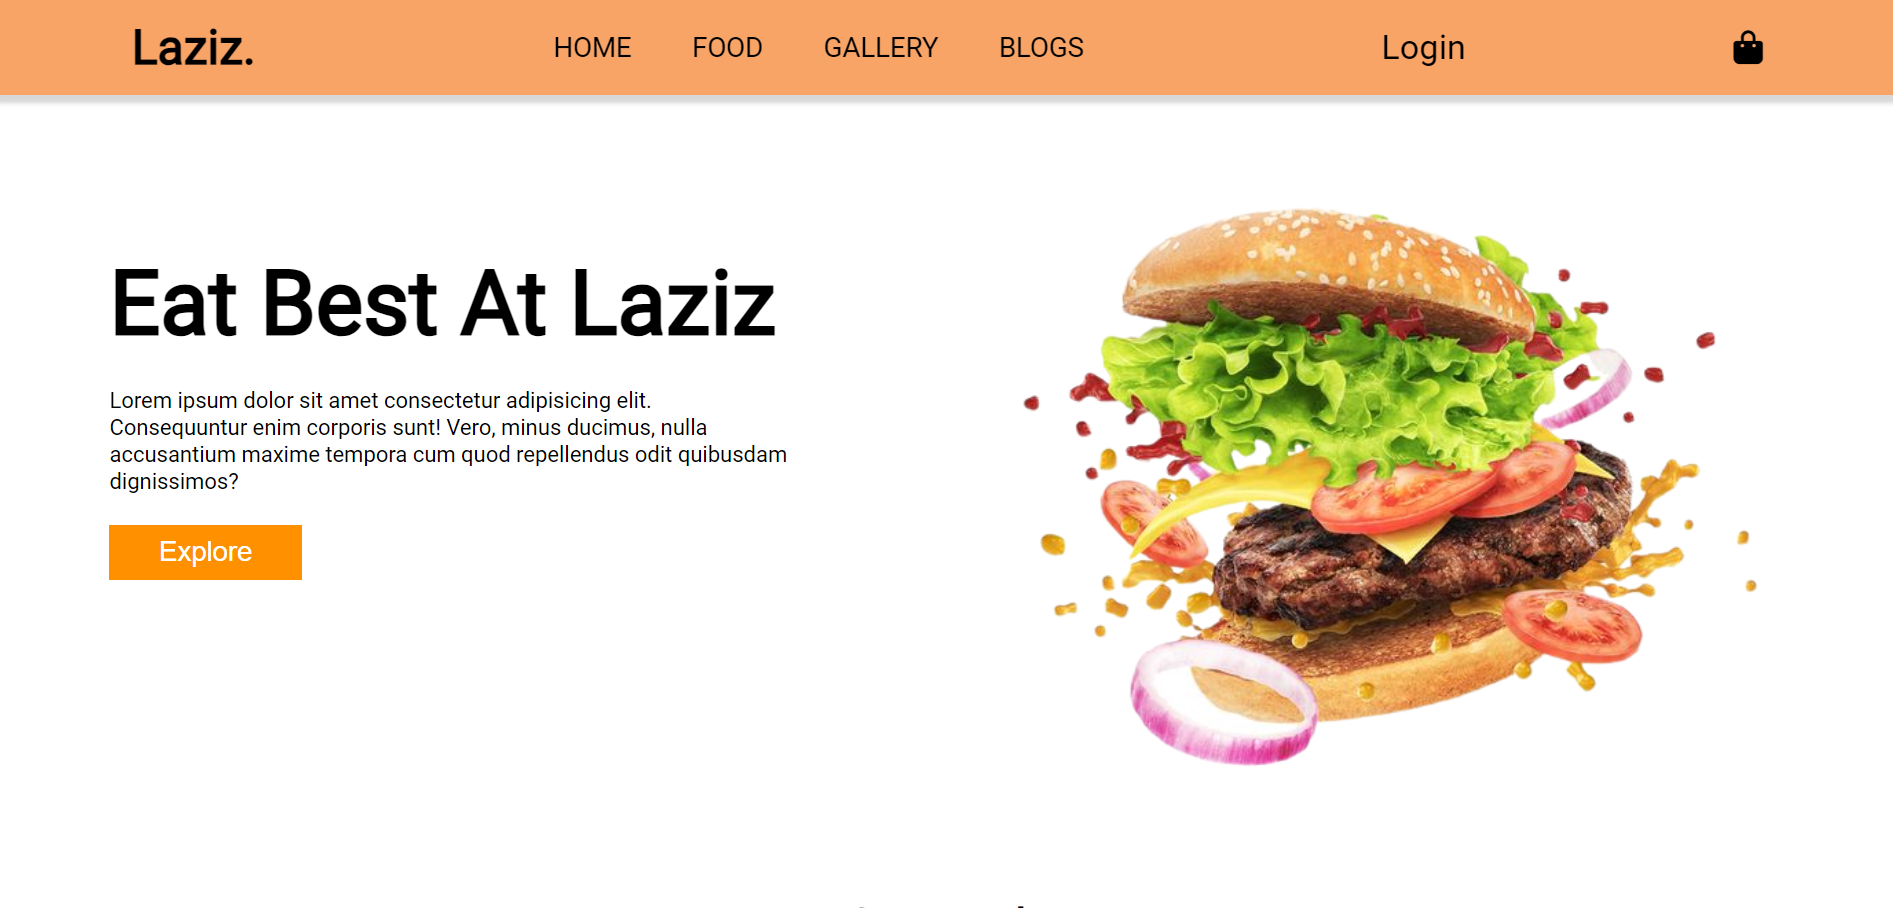 Laziz.
HOME FOOD GALLERY BLOGS
Login
Eat Best At Laziz
Lorem ipsum dolor sit amet consectetur adipisicing elit.
Consequuntur enim corporis sunt! Vero, minus ducimus, nulla
accusantium maxime tempora cum quod repellendus odit quibusdam
dignissimos?
Explore